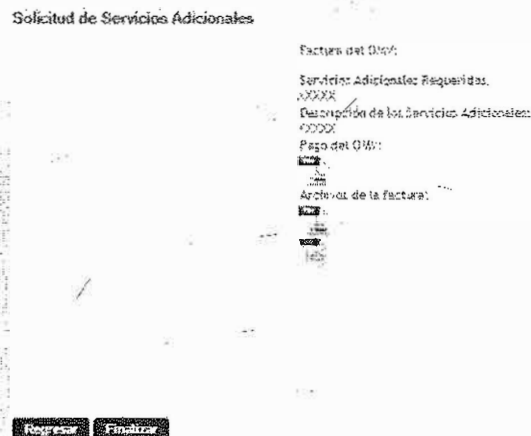 Solicitud de Servicios Adicionales
Factura del OMV:
Servicios Adicionales Requeridos:
XXXXX
Descripción de los Servicios Adicionales:
XXXXX
Pago del OMV:
Archivos de la factura:
Regresar Finalizar